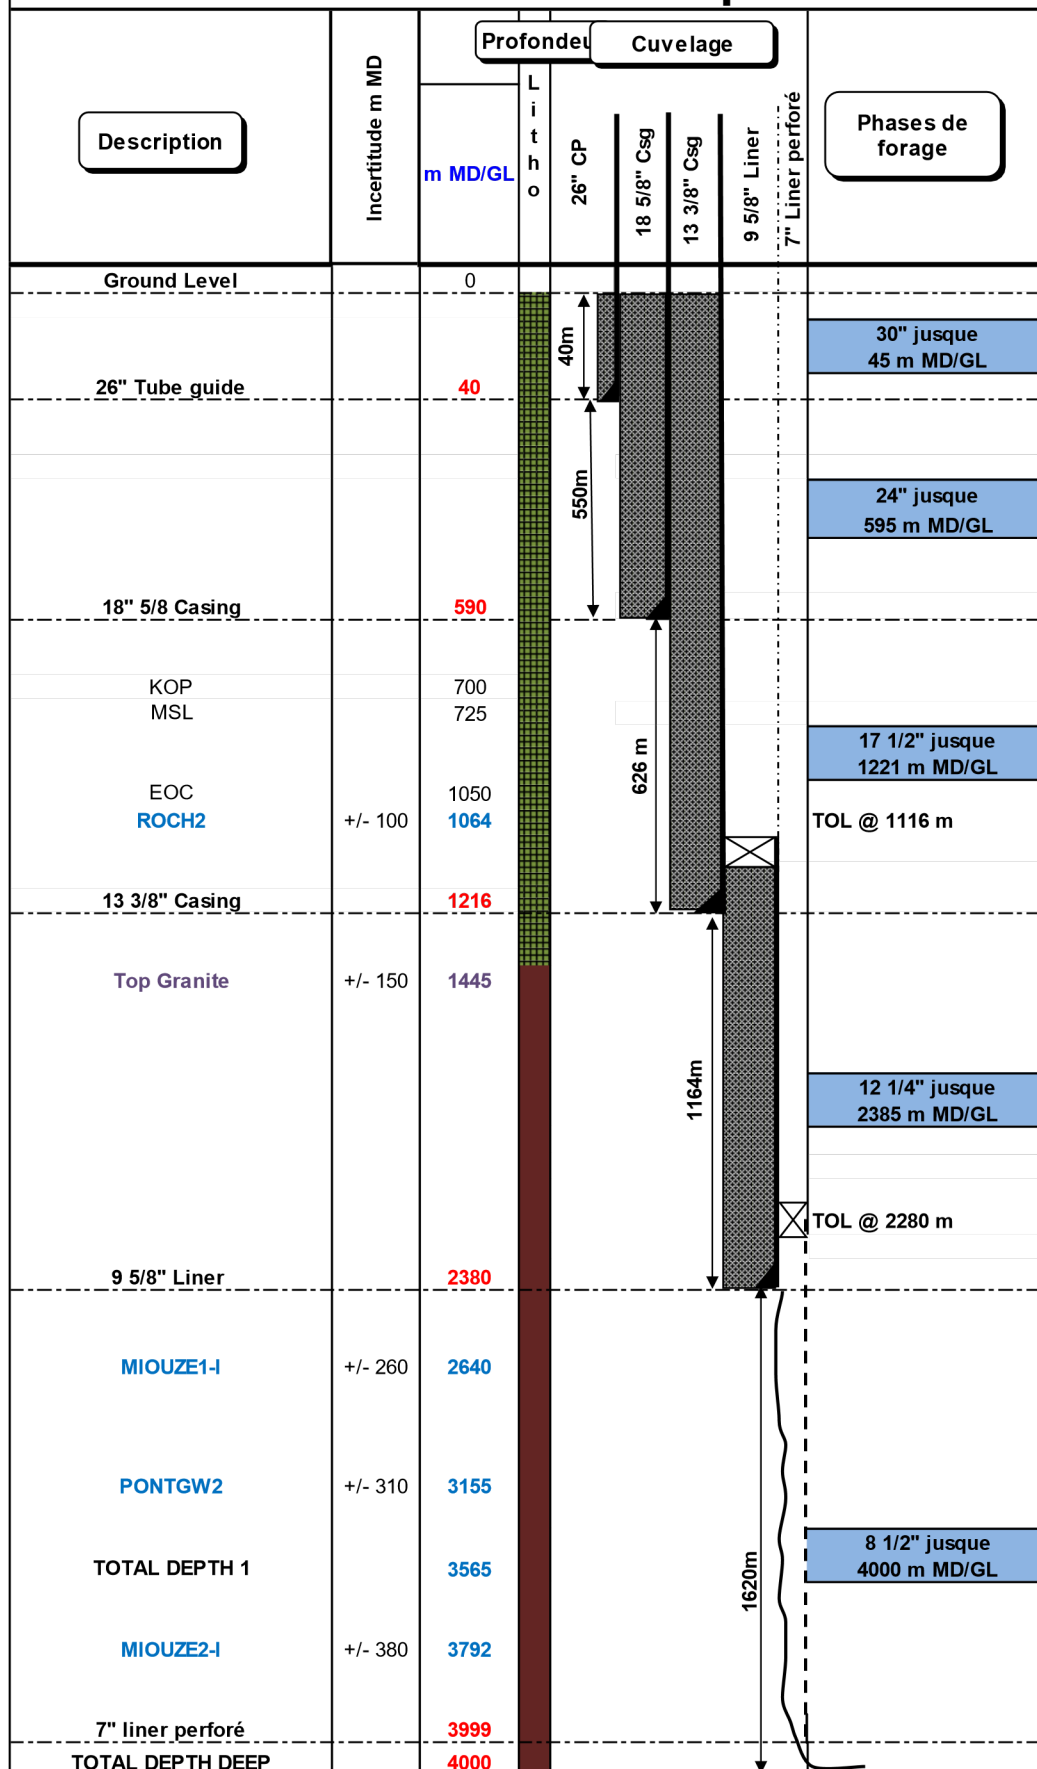 Profondeu
Cuvelage
Description
Incertitude m MD
m MD/GL
Litho
26" CP
18 5/8" Csg
13 3/8" Csg
9 5/8" Liner
7" Liner perforé
Phases de
forage
Ground Level 0
30" jusque
45 m MD/GL
40m
26" Tube guide 40
550m
24" jusque
595 m MD/GL
18" 5/8 Casing 590
KOP 700
MSL 725
626 m
17 1/2" jusque
1221 m MD/GL
EOC 1050
ROCH2 +/- 100 1064 TOL @ 1116 m
13 3/8" Casing 1216
Top Granite +/- 150 1445
1164m
12 1/4" jusque
2385 m MD/GL
TOL @ 2280 m
9 5/8" Liner 2380
MIOUZE1-I +/- 260 2640
PONTGW2 +/- 310 3155
1620m
8 1/2" jusque
4000 m MD/GL
TOTAL DEPTH 1 3565
MIOUZE2-I +/- 380 3792
7" liner perforé 3999
TOTAL DEPTH DEEP 4000